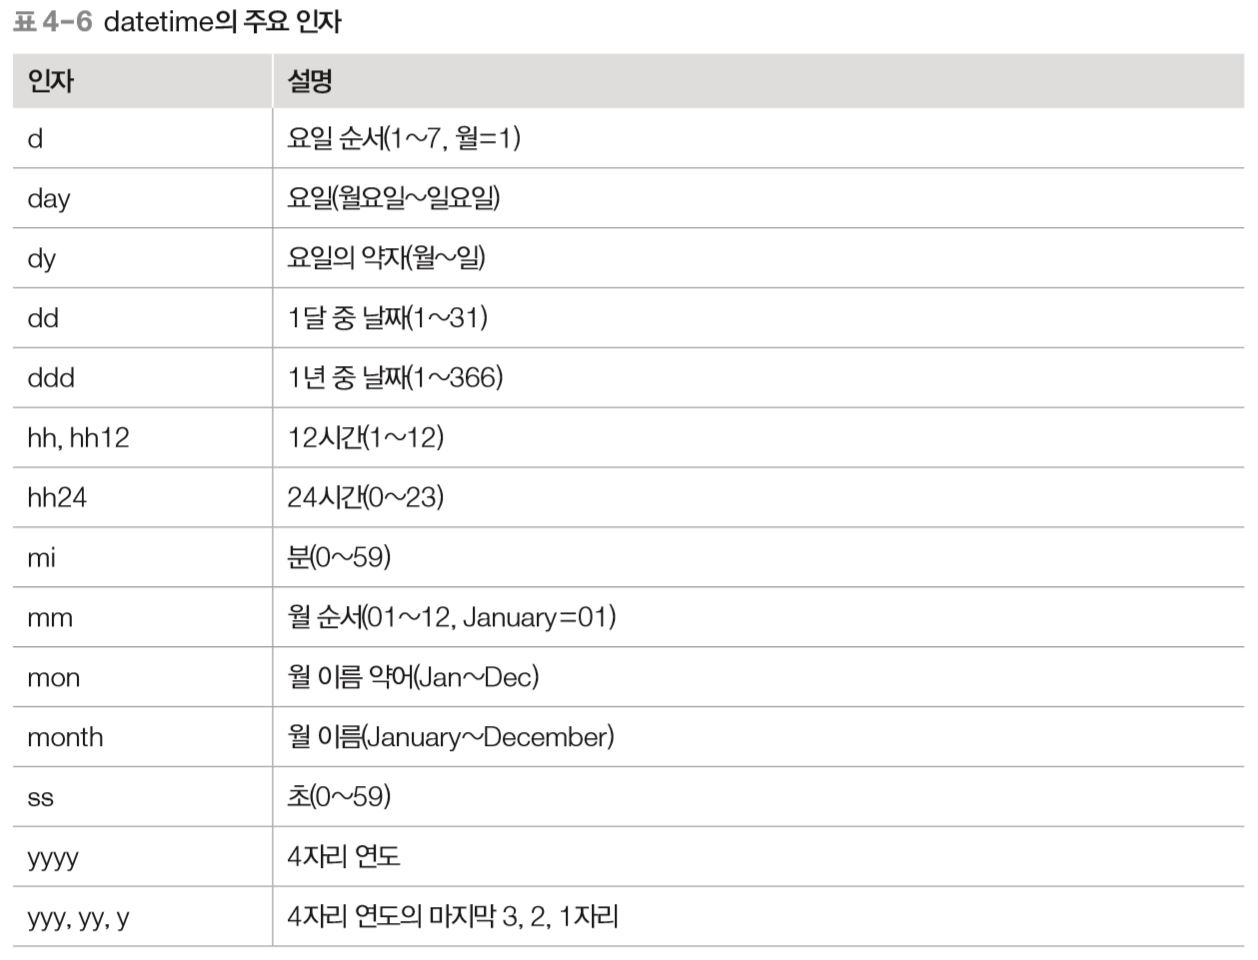 표 4-6 datetime의 주요 인자
인자 설명
d 요일 순서(1~7, 월=1)
day 요일(월요일~일요일)
dy 요일의 약자(월~일)
dd 1달 중 날짜(1~31)
ddd 1년 중 날짜(1~366)
hh, hh12 12시간(1~12)
hh24 24시간(0~23)
mi 분(0~59)
mm 월 순서(01~12, January=01)
mon 월 이름 약어(Jan~Dec)
month 월 이름(January~December)
ss 초(0~59)
yyyy 4자리 연도
yyy, yy, y 4자리 연도의 마지막 3, 2, 1자리